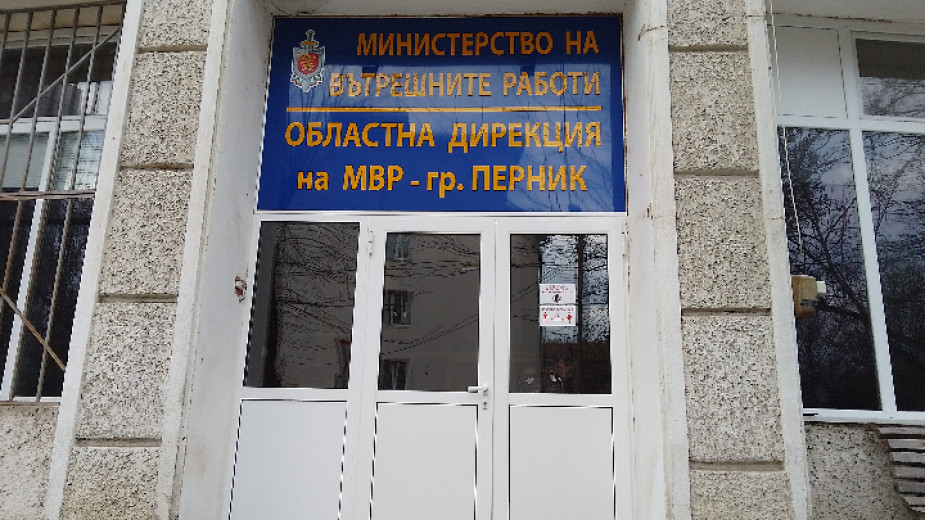 МИНИСТЕРСТВО НА
ВЪТРЕШНИТЕ РАБОТИ
ОБЛАСТНА ДИРЕКЦИЯ
на МВР - гр. ПЕРНИК